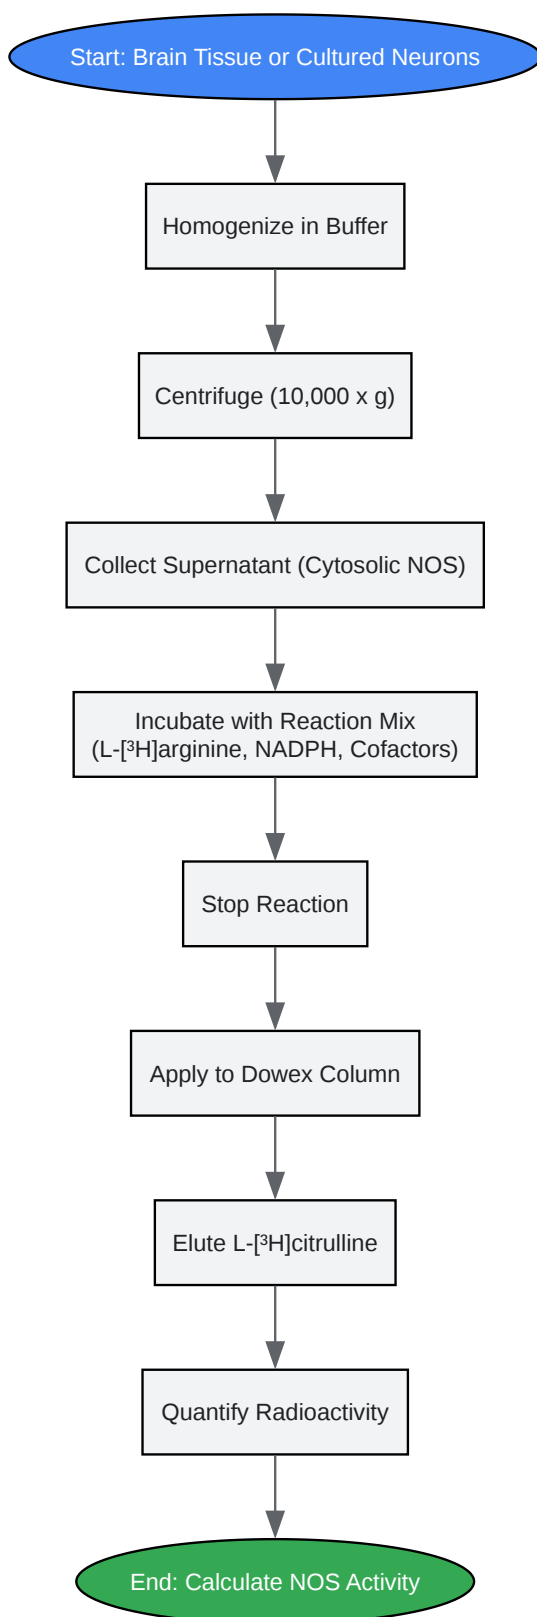 Start: Brain Tissue or Cultured Neurons
Homogenize in Buffer
Centrifuge (10,000 x g)
Collect Supernatant (Cytosolic NOS)
Incubate with Reaction Mix
(L-[³H]arginine, NADPH, Cofactors)
Stop Reaction
Apply to Dowex Column
Elute L-[³H]citrulline
Quantify Radioactivity
End: Calculate NOS Activity